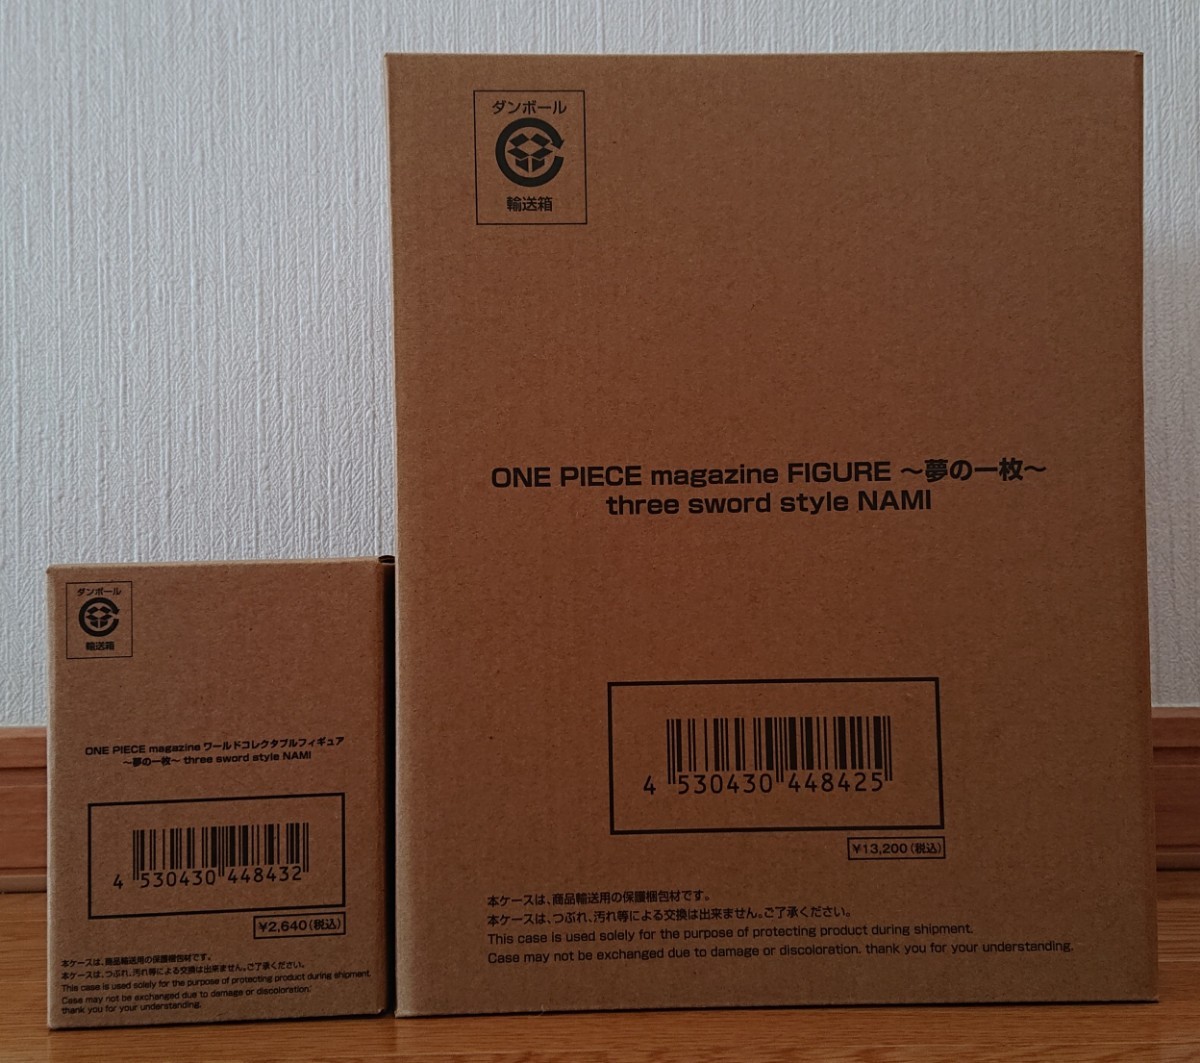 ダンボール
輸送箱
ONE PIECE magazine FIGURE ～夢の一枚～
three sword style NAMI
4 530430 448425
¥13,200(税込)
本ケースは、商品輸送用の保護梱包材です。
本ケースは、つぶれ、汚れ等による交換は出来ません。ご了承ください。
This case is used solely for the purpose of protecting product during shipment.
Case may not be exchanged due to damage or discoloration. thank you for your understanding.
ダンボール
輸送箱
ONE PIECE magazine ワールドコレクタブルフィギュア
～夢の一枚～ three sword style NAMI
4 530430 448432
¥2,640(税込)
本ケースは、商品輸送用の保護梱包材です。
本ケースは、つぶれ、汚れ等による交換は出来ません。ご了承ください。
This case is used solely for the purpose of protecting product during shipment.
Case may not be exchanged due to damage or discoloration.
thank you for your understanding.